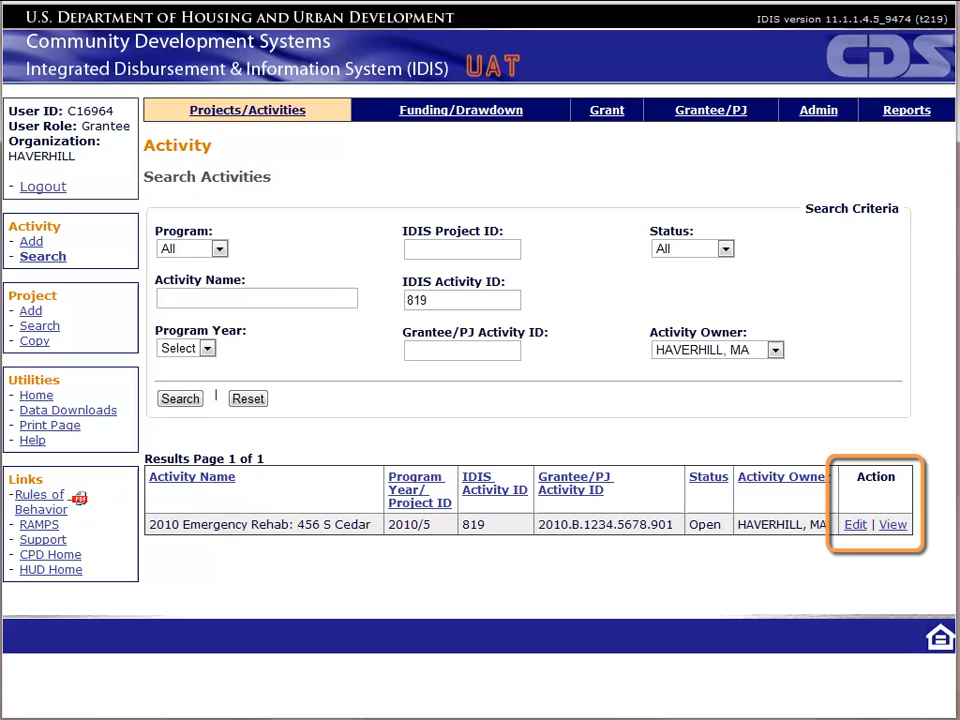 U.S. DEPARTMENT OF HOUSING AND URBAN DEVELOPMENT
IDIS version 11.1.1.4.5_9474 (t219)
Community Development Systems
Integrated Disbursement & Information System (IDIS) UAT
CDS
User ID: C16964
User Role: Grantee
Organization:
HAVERHILL
- Logout
Activity
- Add
- Search
Project
- Add
- Search
- Copy
Utilities
- Home
- Data Downloads
- Print Page
- Help
Links
- Rules of
Behavior
- RAMPS
- Support
- CPD Home
- HUD Home
Projects/Activities Funding/Drawdown Grant Grantee/PJ Admin Reports
Activity
Search Activities
Search Criteria
Program: IDIS Project ID: Status:
All All
Activity Name: IDIS Activity ID:
819
Program Year: Grantee/PJ Activity ID: Activity Owner:
Select HAVERHILL, MA
Search | Reset
Results Page 1 of 1
Activity Name Program IDIS Grantee/PJ Status Activity Owne Action
Year/ Activity ID Activity ID
Project ID
2010 Emergency Rehab: 456 S Cedar 2010/5 819 2010.B.1234.5678.901 Open HAVERHILL, MA Edit | View